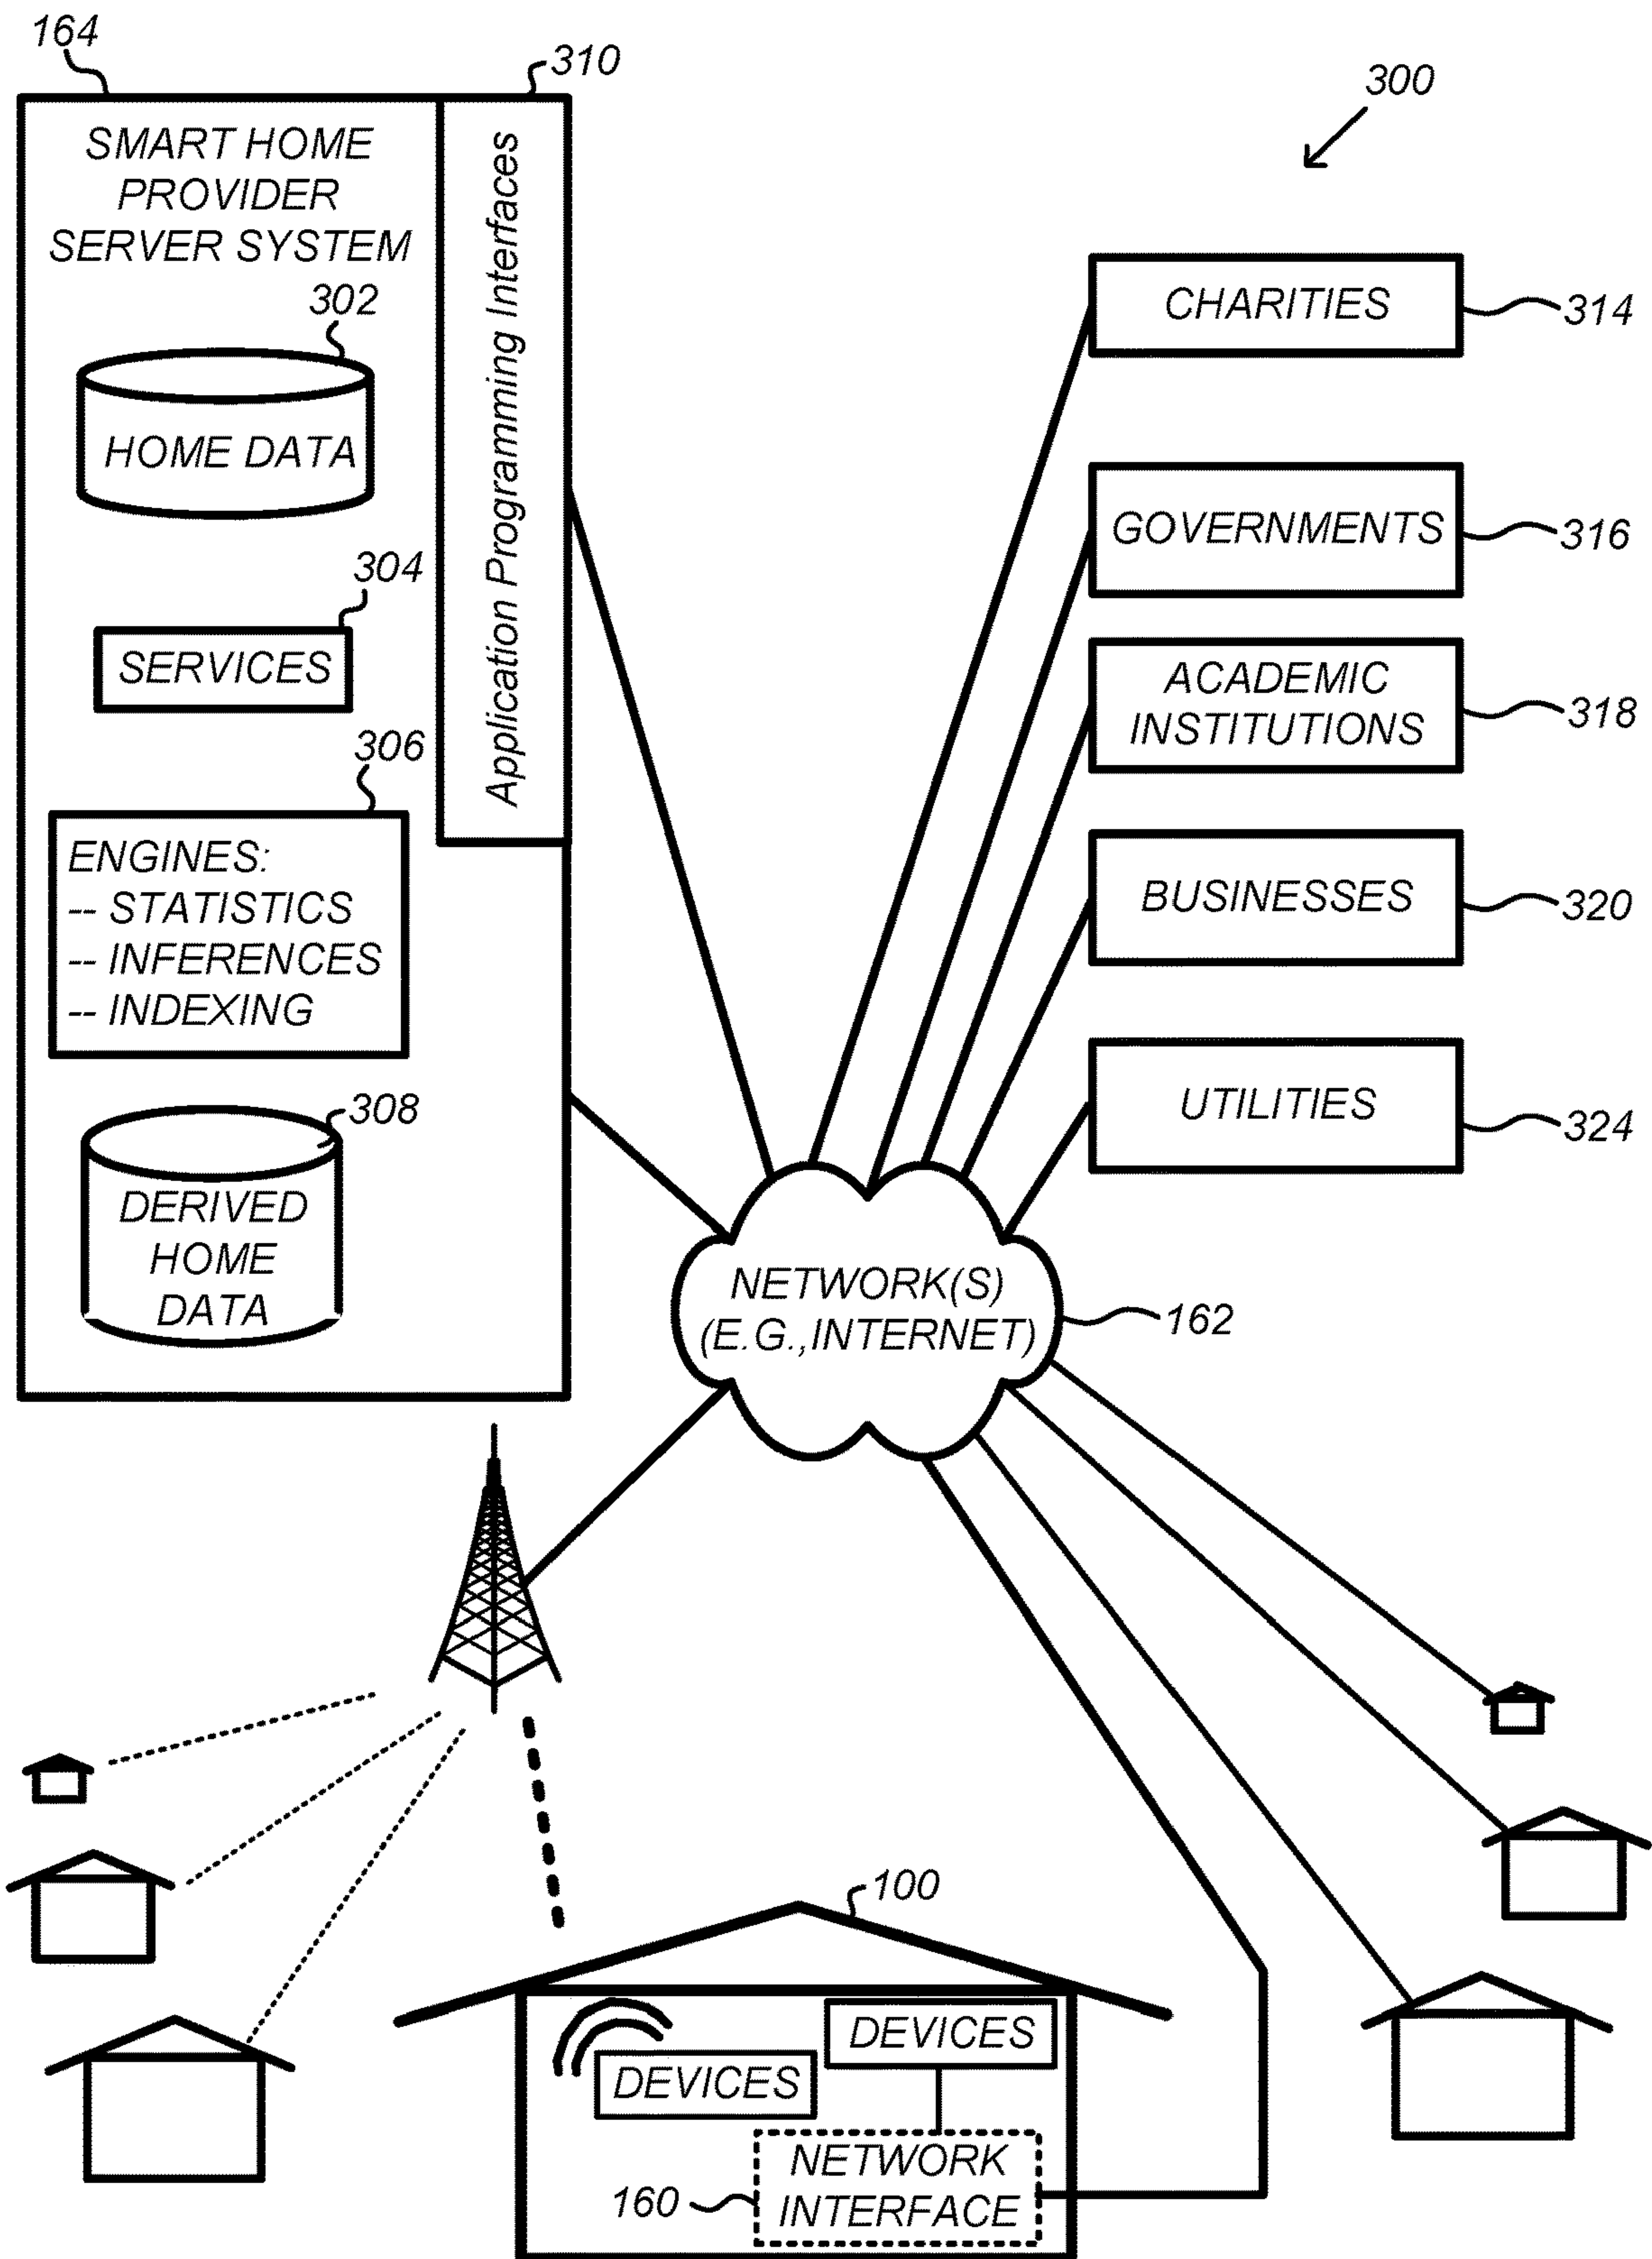 164
310
300
SMART HOME
PROVIDER
SERVER SYSTEM
Application Programming Interfaces
302
HOME DATA
304
SERVICES
306
ENGINES:
-- STATISTICS
-- INFERENCES
-- INDEXING
308
DERIVED
HOME
DATA
CHARITIES
314
GOVERNMENTS
316
ACADEMIC
INSTITUTIONS
318
BUSINESSES
320
UTILITIES
324
NETWORK(S)
(E.G.,INTERNET)
162
100
DEVICES
DEVICES
NETWORK
INTERFACE
160